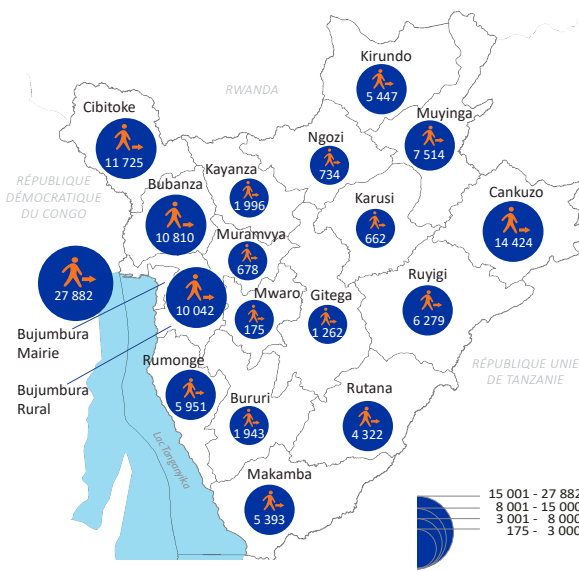 Kirundo
5 447
RWANDA
Cibitoke
11 725
Muyinga
7 514
Ngozi
734
Kayanza
1 996
RÉPUBLIQUE
DÉMOCRATIQUE
DU CONGO
Bubanza
10 810
Karusi
662
Cankuzo
14 424
Muramvya
678
27 882
Bujumbura
Mairie
10 042
Bujumbura
Rural
Mwaro
175
Gitega
1 262
Ruyigi
6 279
RÉPUBLIQUE UNIE
DE TANZANIE
Rumonge
5 951
Bururi
1 943
Rutana
4 322
Lac Tanganyika
Makamba
5 393
15 001 - 27 882
8 001 - 15 000
3 001 - 8 000
175 - 3 000